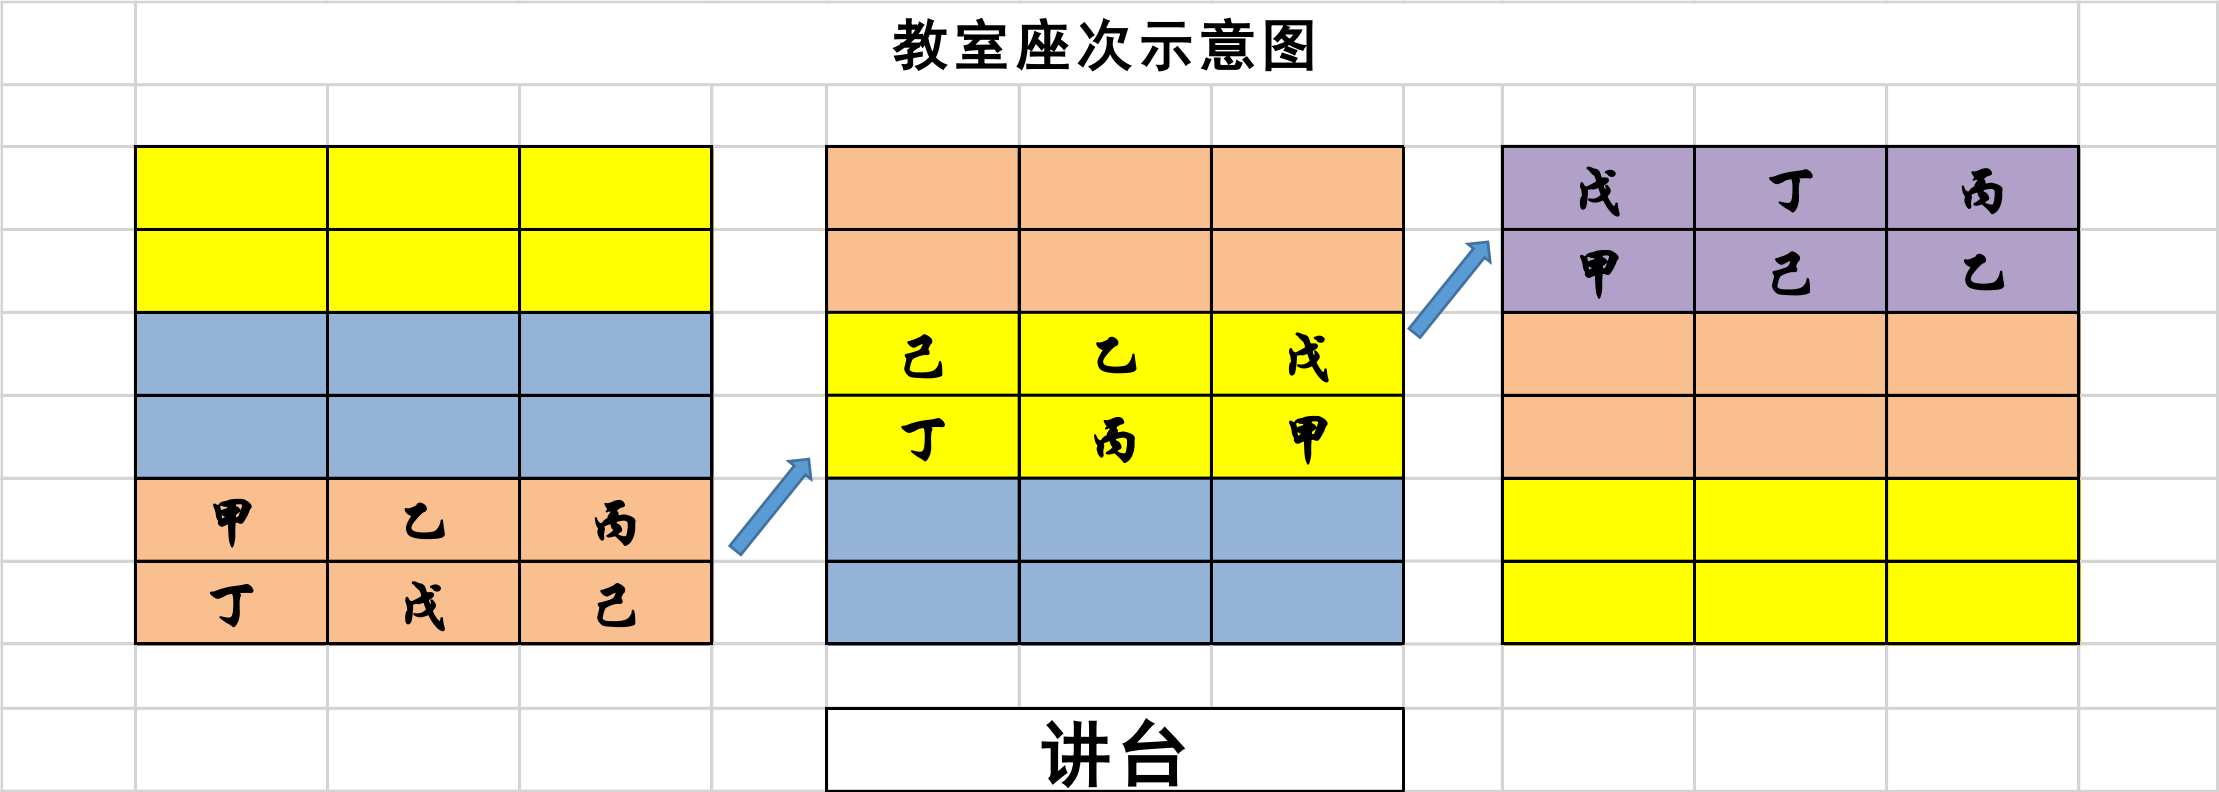 教室座次示意图
戊 丁 丙
甲 己 乙
己 乙 戊
丁 丙 甲
甲 乙 丙
丁 戊 己
讲台